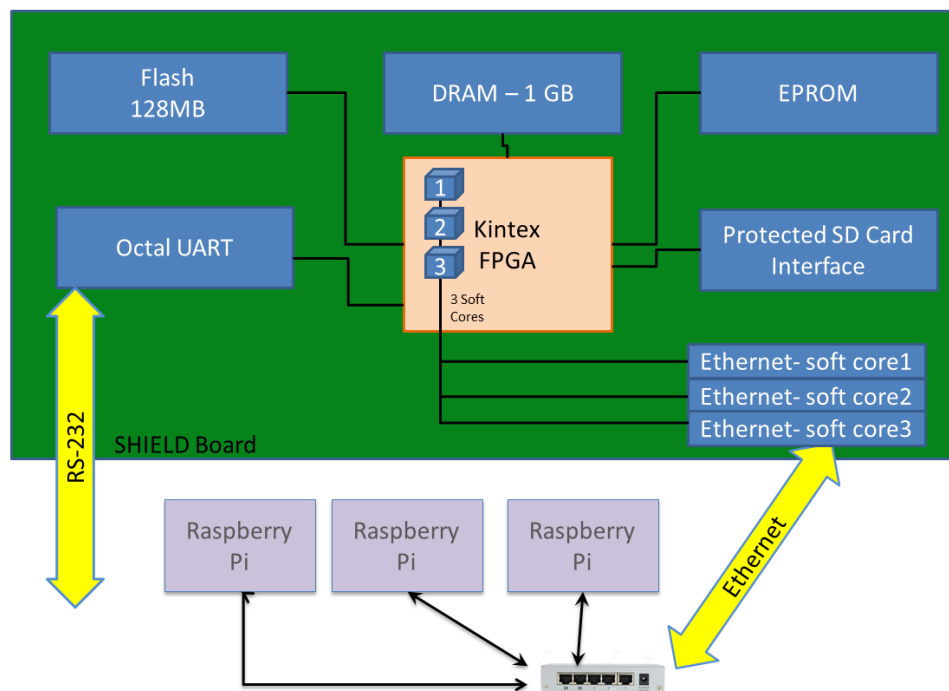 Flash
128MB
DRAM – 1 GB
EPROM
1
2
3
Kintex
FPGA
3 Soft
Cores
Octal UART
Protected SD Card
Interface
Ethernet- soft core1
Ethernet- soft core2
Ethernet- soft core3
SHIELD Board
RS-232
Raspberry
Pi
Raspberry
Pi
Raspberry
Pi
Ethernet